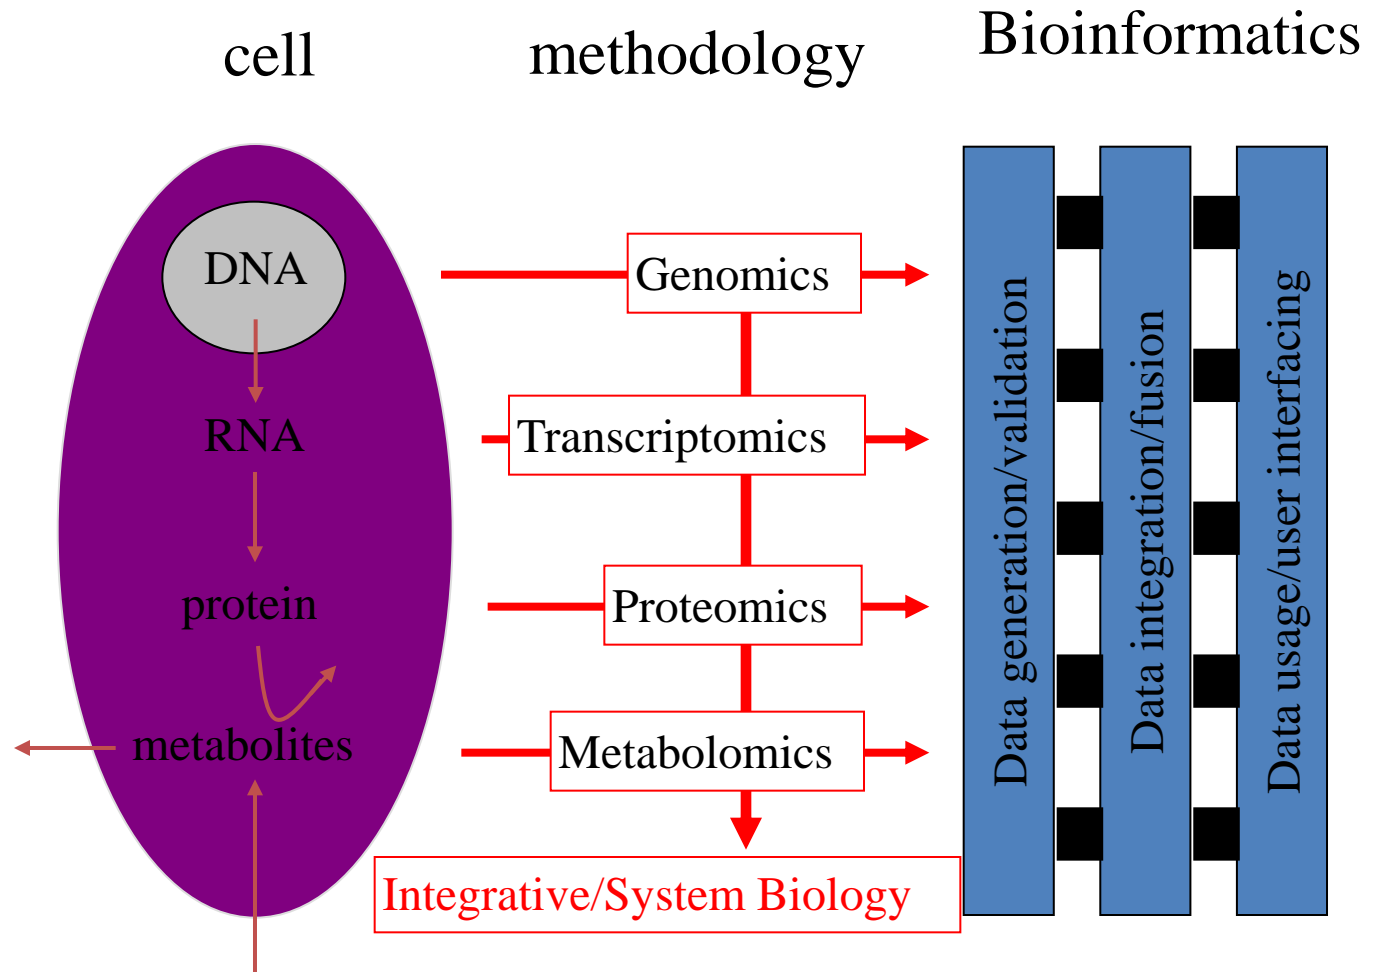 cell
methodology
Bioinformatics
DNA
RNA
protein
metabolites
Genomics
Transcriptomics
Proteomics
Metabolomics
Integrative/System Biology
Data generation/validation
Data integration/fusion
Data usage/user interfacing